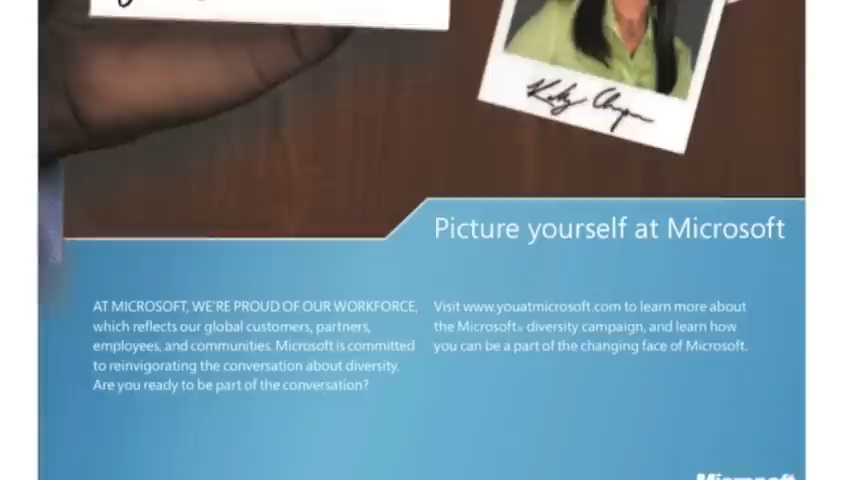 Picture yourself at Microsoft
AT MICROSOFT, WE'RE PROUD OF OUR WORKFORCE,
which reflects our global customers, partners,
employees, and communities. Microsoft is committed
to reinvigorating the conversation about diversity.
Are you ready to be part of the conversation?
Visit www.youatmicrosoft.com to learn more about
the Microsoft® diversity campaign, and learn how
you can be a part of the changing face of Microsoft.
Microsoft